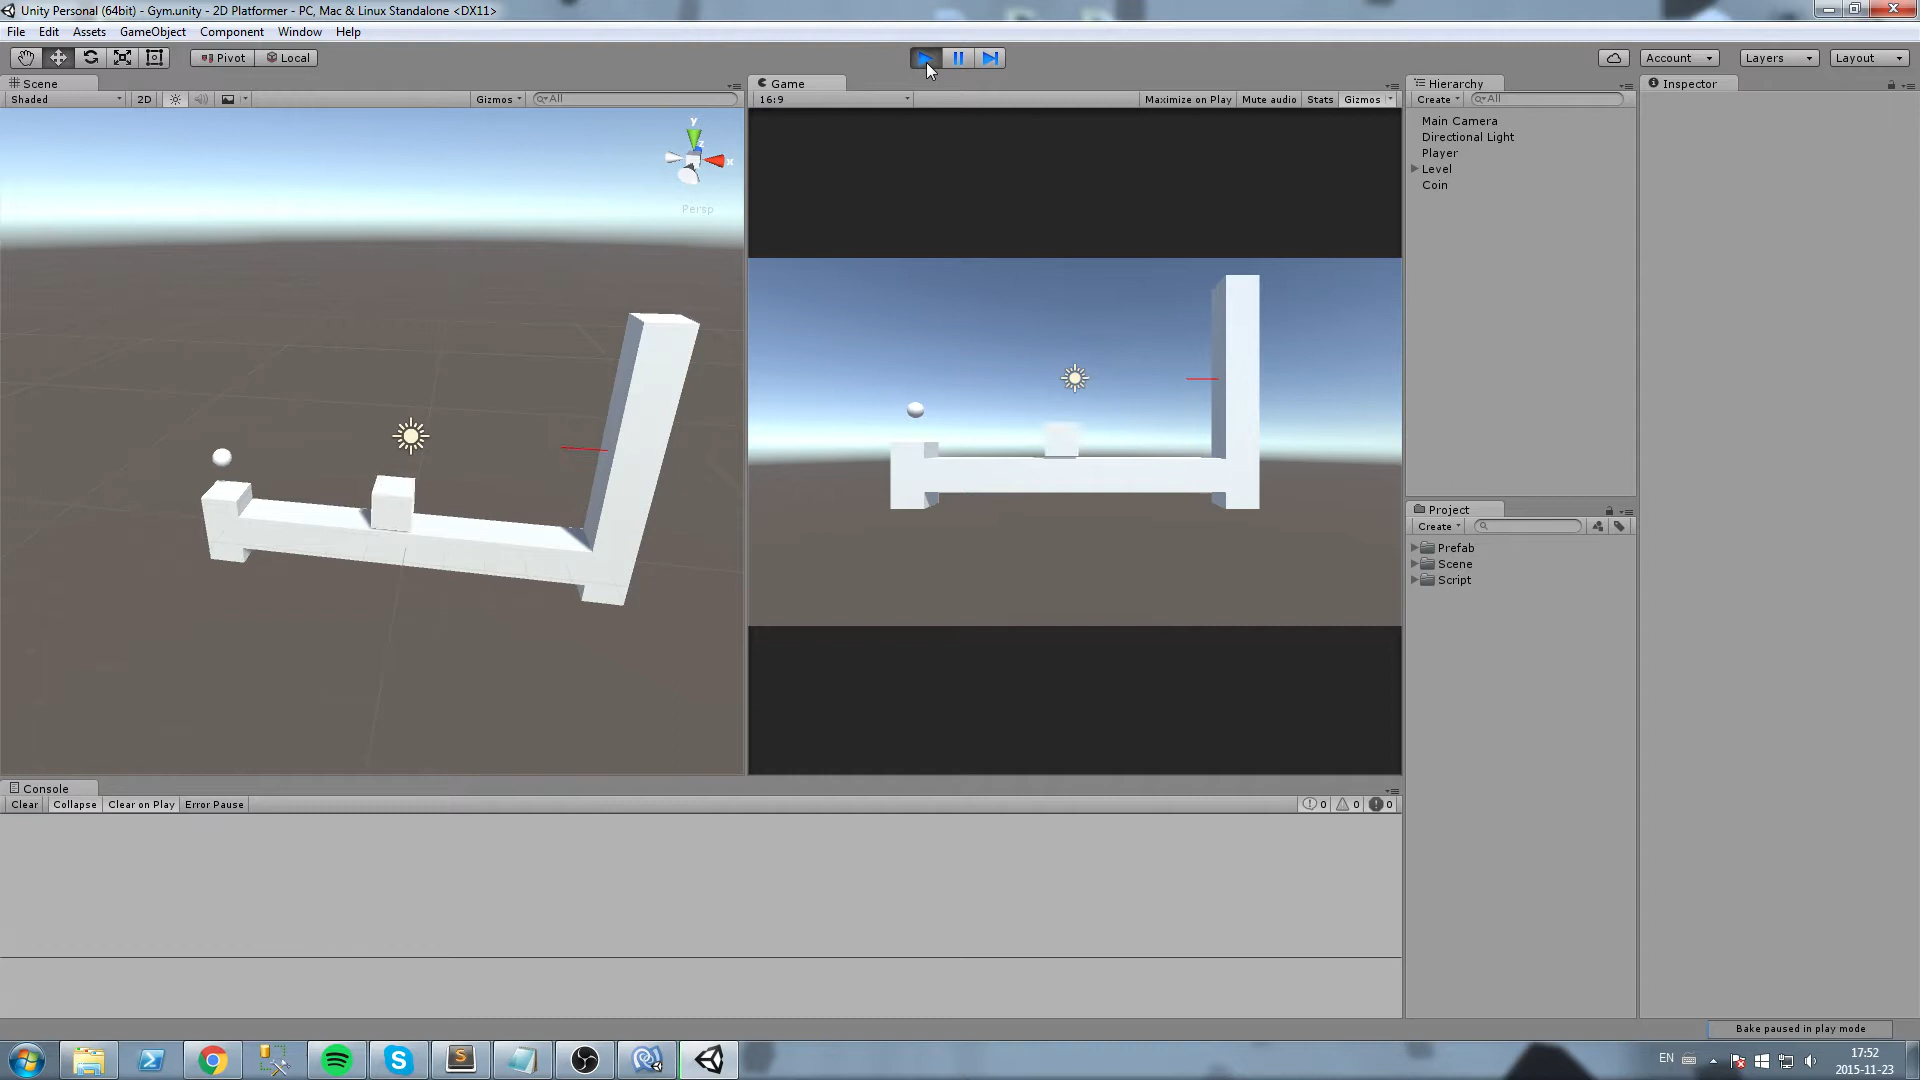 Unity Personal (64bit) - Gym.unity - 2D Platformer - PC, Mac & Linux Standalone <DX11>
File Edit Assets GameObject Component Window Help
Pivot Local Account Layers Layout
Scene Game Hierarchy Inspector
Shaded 2D Gizmos All 16:9 Maximize on Play Mute audio Stats Gizmos Create All
Main Camera
Directional Light
Player
Level
Coin
y
z
x
Persp
Project
Create
Prefab
Scene
Script
Console
Clear Collapse Clear on Play Error Pause 0 0 0
Bake paused in play mode
EN 17:52
2015-11-23